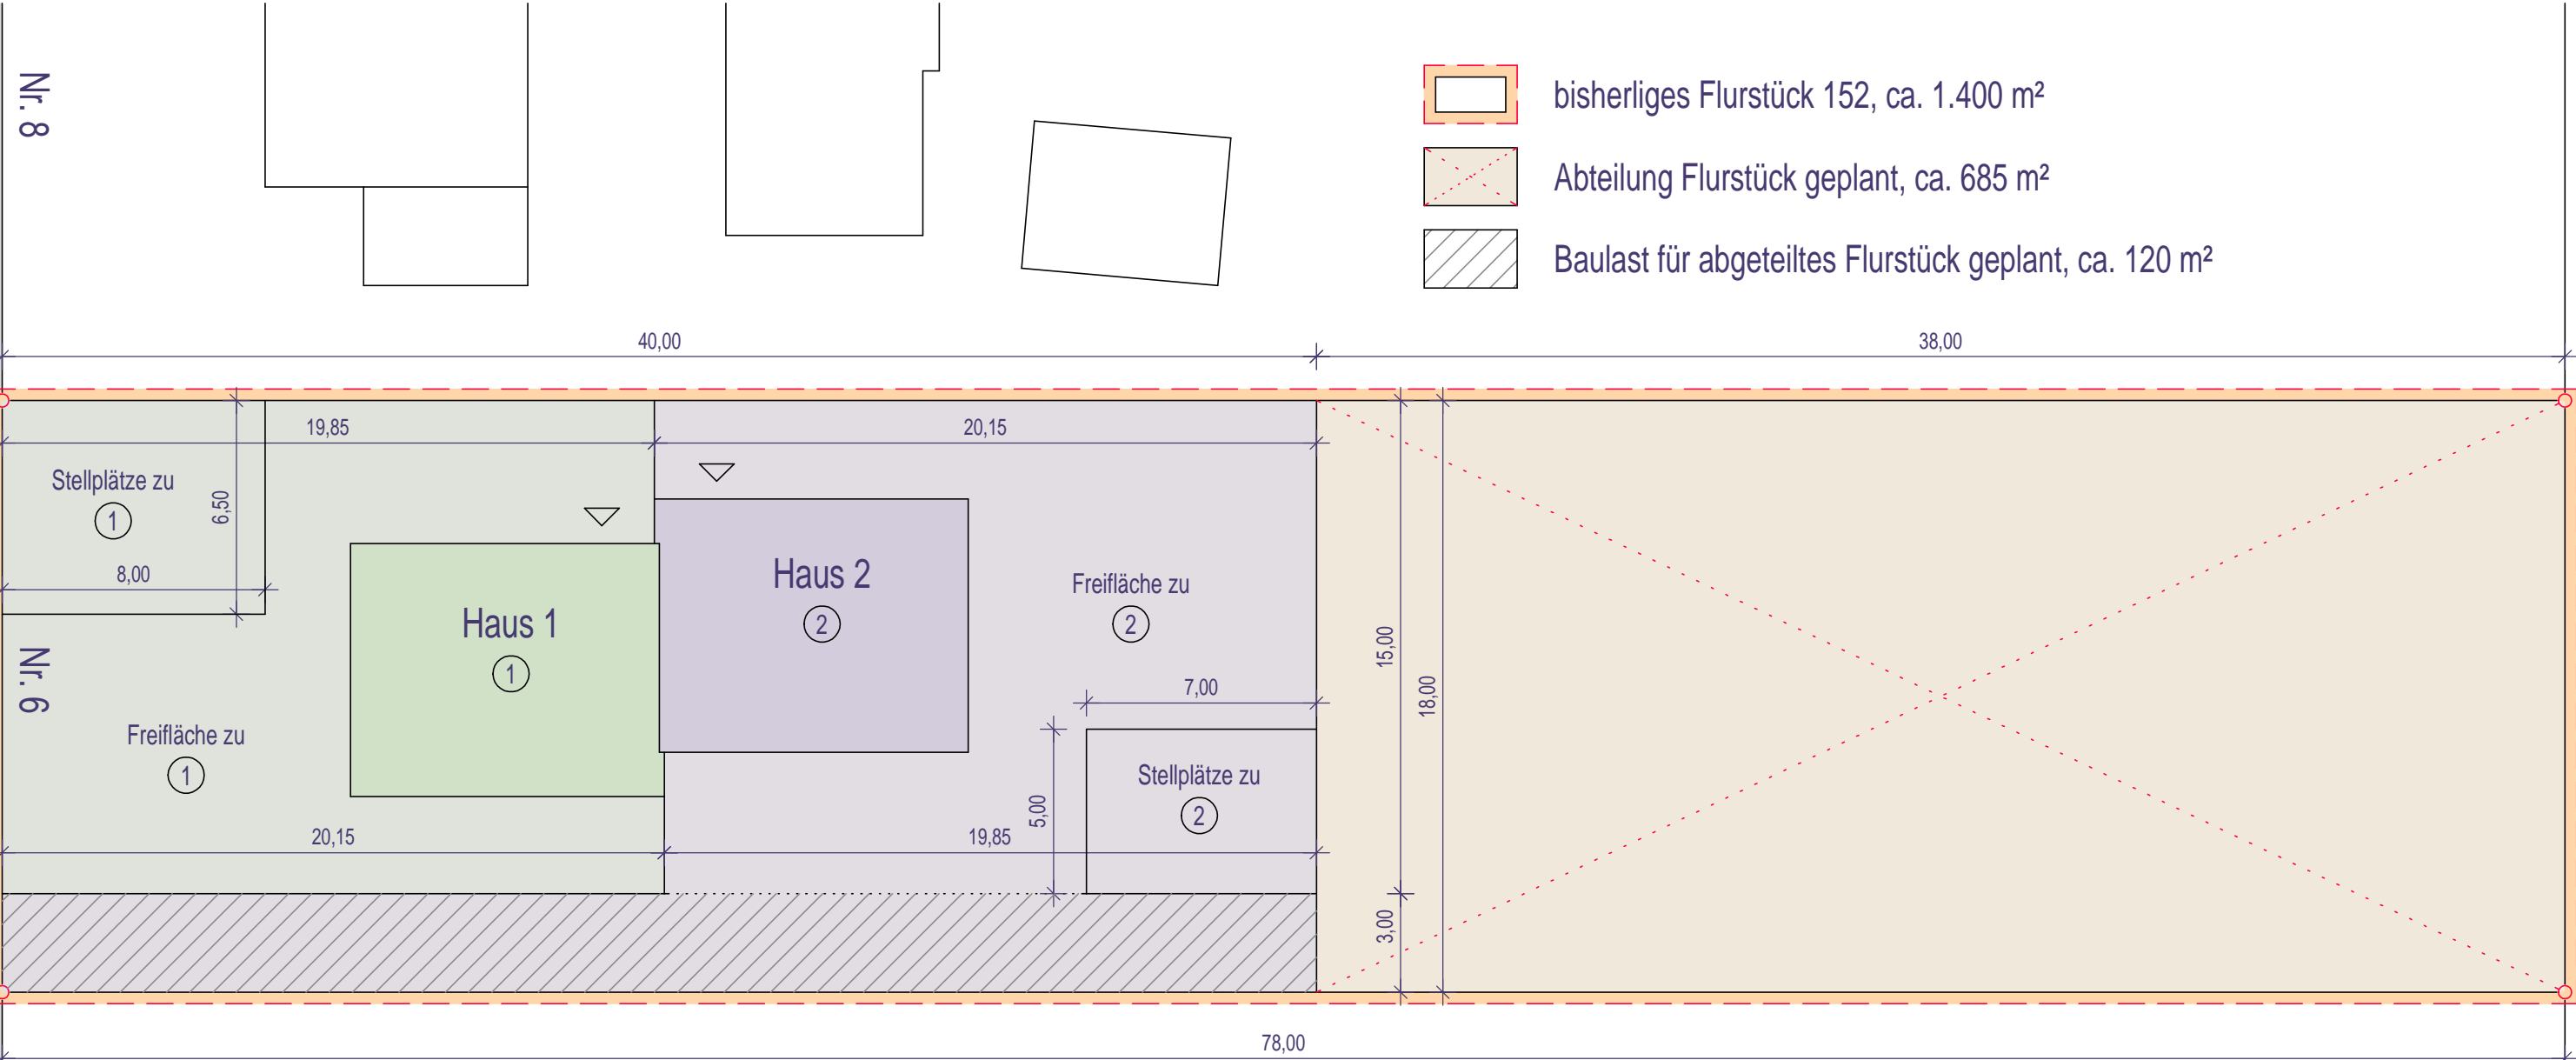 Nr. 8
bisherliges Flurstück 152, ca. 1.400 m²
Abteilung Flurstück geplant, ca. 685 m²
Baulast für abgeteiltes Flurstück geplant, ca. 120 m²
40,00
38,00
19,85
20,15
Stellplätze zu
1
6,50
8,00
Haus 1
1
Haus 2
2
Freifläche zu
2
15,00
18,00
Nr. 6
7,00
Freifläche zu
1
Stellplätze zu
2
5,00
20,15
19,85
3,00
78,00